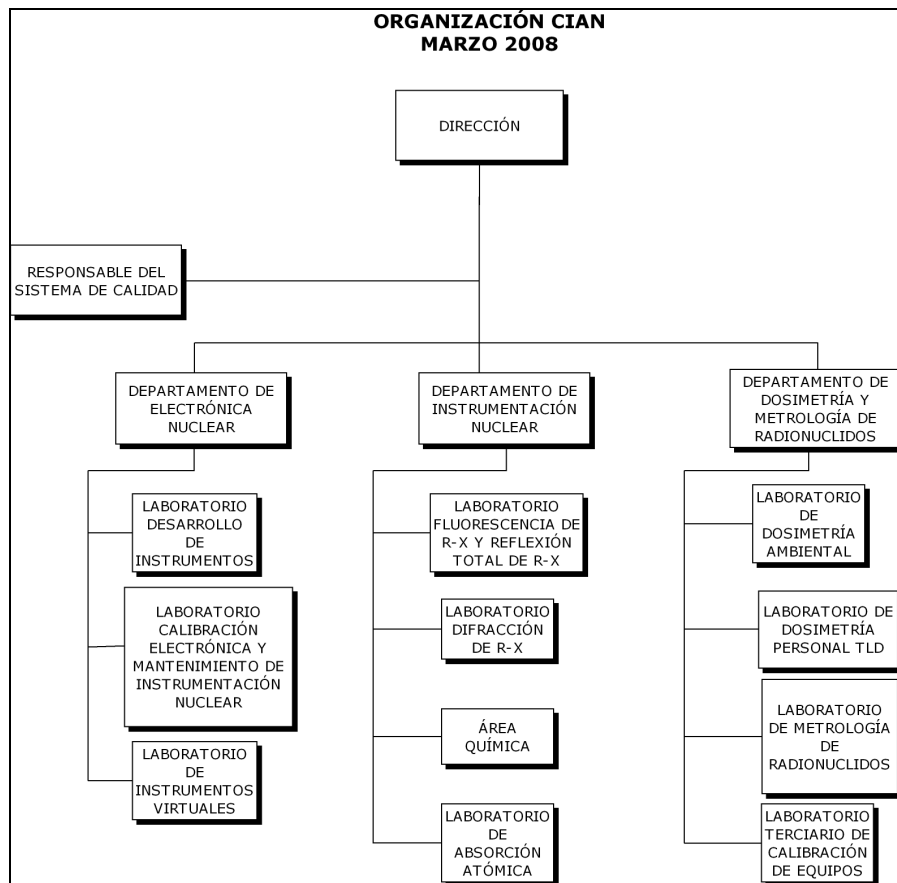 ORGANIZACIÓN CIAN
MARZO 2008
DIRECCIÓN
RESPONSABLE DEL
SISTEMA DE CALIDAD
DEPARTAMENTO DE
ELECTRÓNICA
NUCLEAR
LABORATORIO
DESARROLLO
DE
INSTRUMENTOS
LABORATORIO
CALIBRACIÓN
ELECTRÓNICA Y
MANTENIMIENTO DE
INSTRUMENTACIÓN
NUCLEAR
LABORATORIO
DE
INSTRUMENTOS
VIRTUALES
DEPARTAMENTO DE
INSTRUMENTACIÓN
NUCLEAR
LABORATORIO
FLUORESCENCIA DE
R-X Y REFLEXIÓN
TOTAL DE R-X
LABORATORIO
DIFRACCIÓN
DE R-X
ÁREA
QUÍMICA
LABORATORIO
DE
ABSORCIÓN
ATÓMICA
DEPARTAMENTO DE
DOSIMETRÍA Y
METROLOGÍA DE
RADIONUCLIDOS
LABORATORIO
DE
DOSIMETRÍA
AMBIENTAL
LABORATORIO DE
DOSIMETRÍA
PERSONAL TLD
LABORATORIO
DE METROLOGÍA
DE
RADIONUCLIDOS
LABORATORIO
TERCIARIO DE
CALIBRACIÓN
DE EQUIPOS